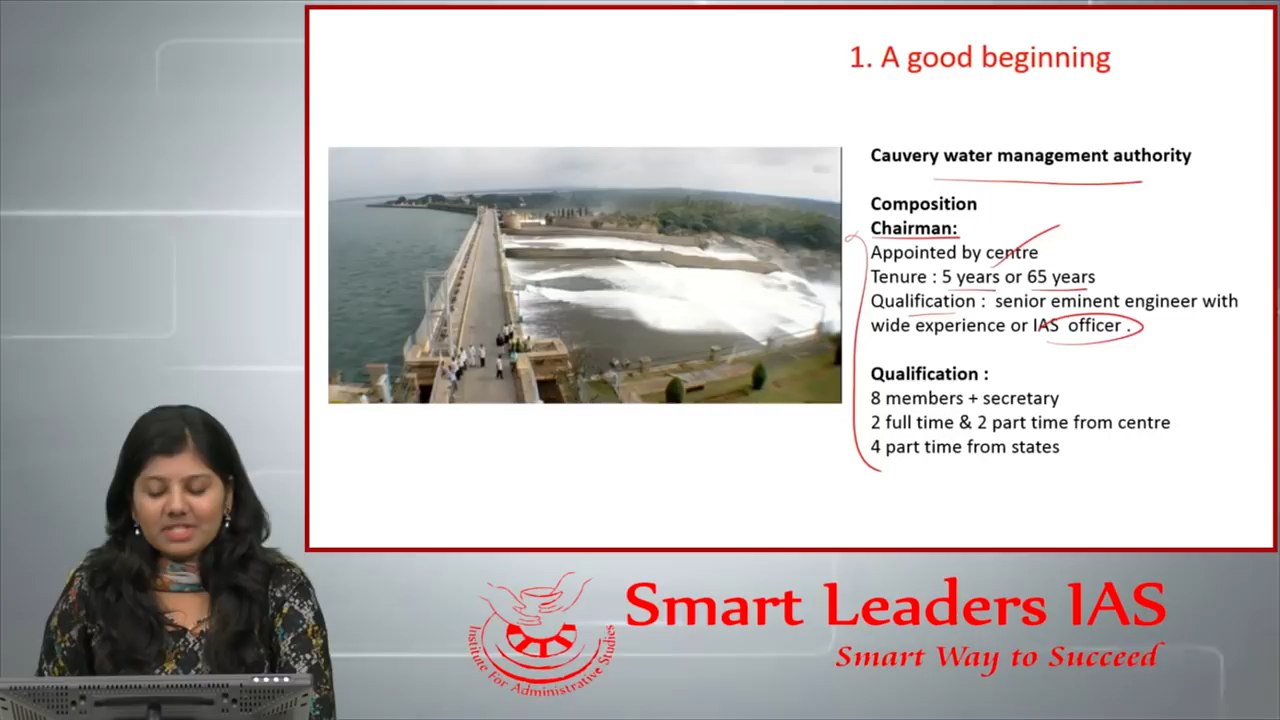 1. A good beginning
Cauvery water management authority
Composition
Chairman:
Appointed by centre
Tenure : 5 years or 65 years
Qualification : senior eminent engineer with
wide experience or IAS officer .
Qualification :
8 members + secretary
2 full time & 2 part time from centre
4 part time from states
Institute For Administrative Studies
Smart Leaders IAS
Smart Way to Succeed